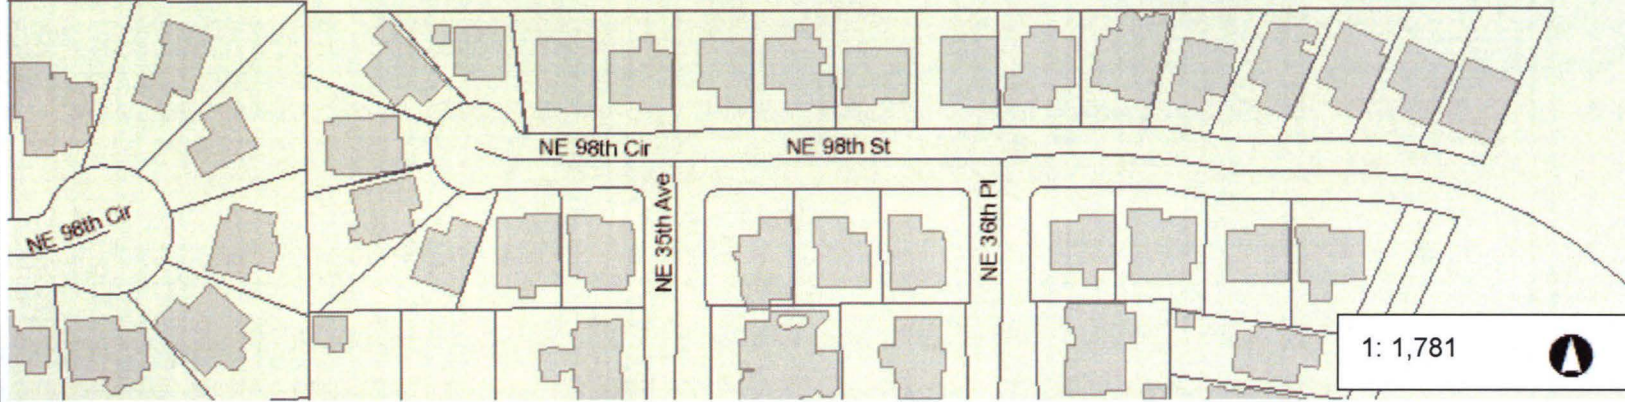 NE 98th Cir
NE 98th St
NE 98th Cir
NE 35th Ave
NE 36th Pl
1: 1,781